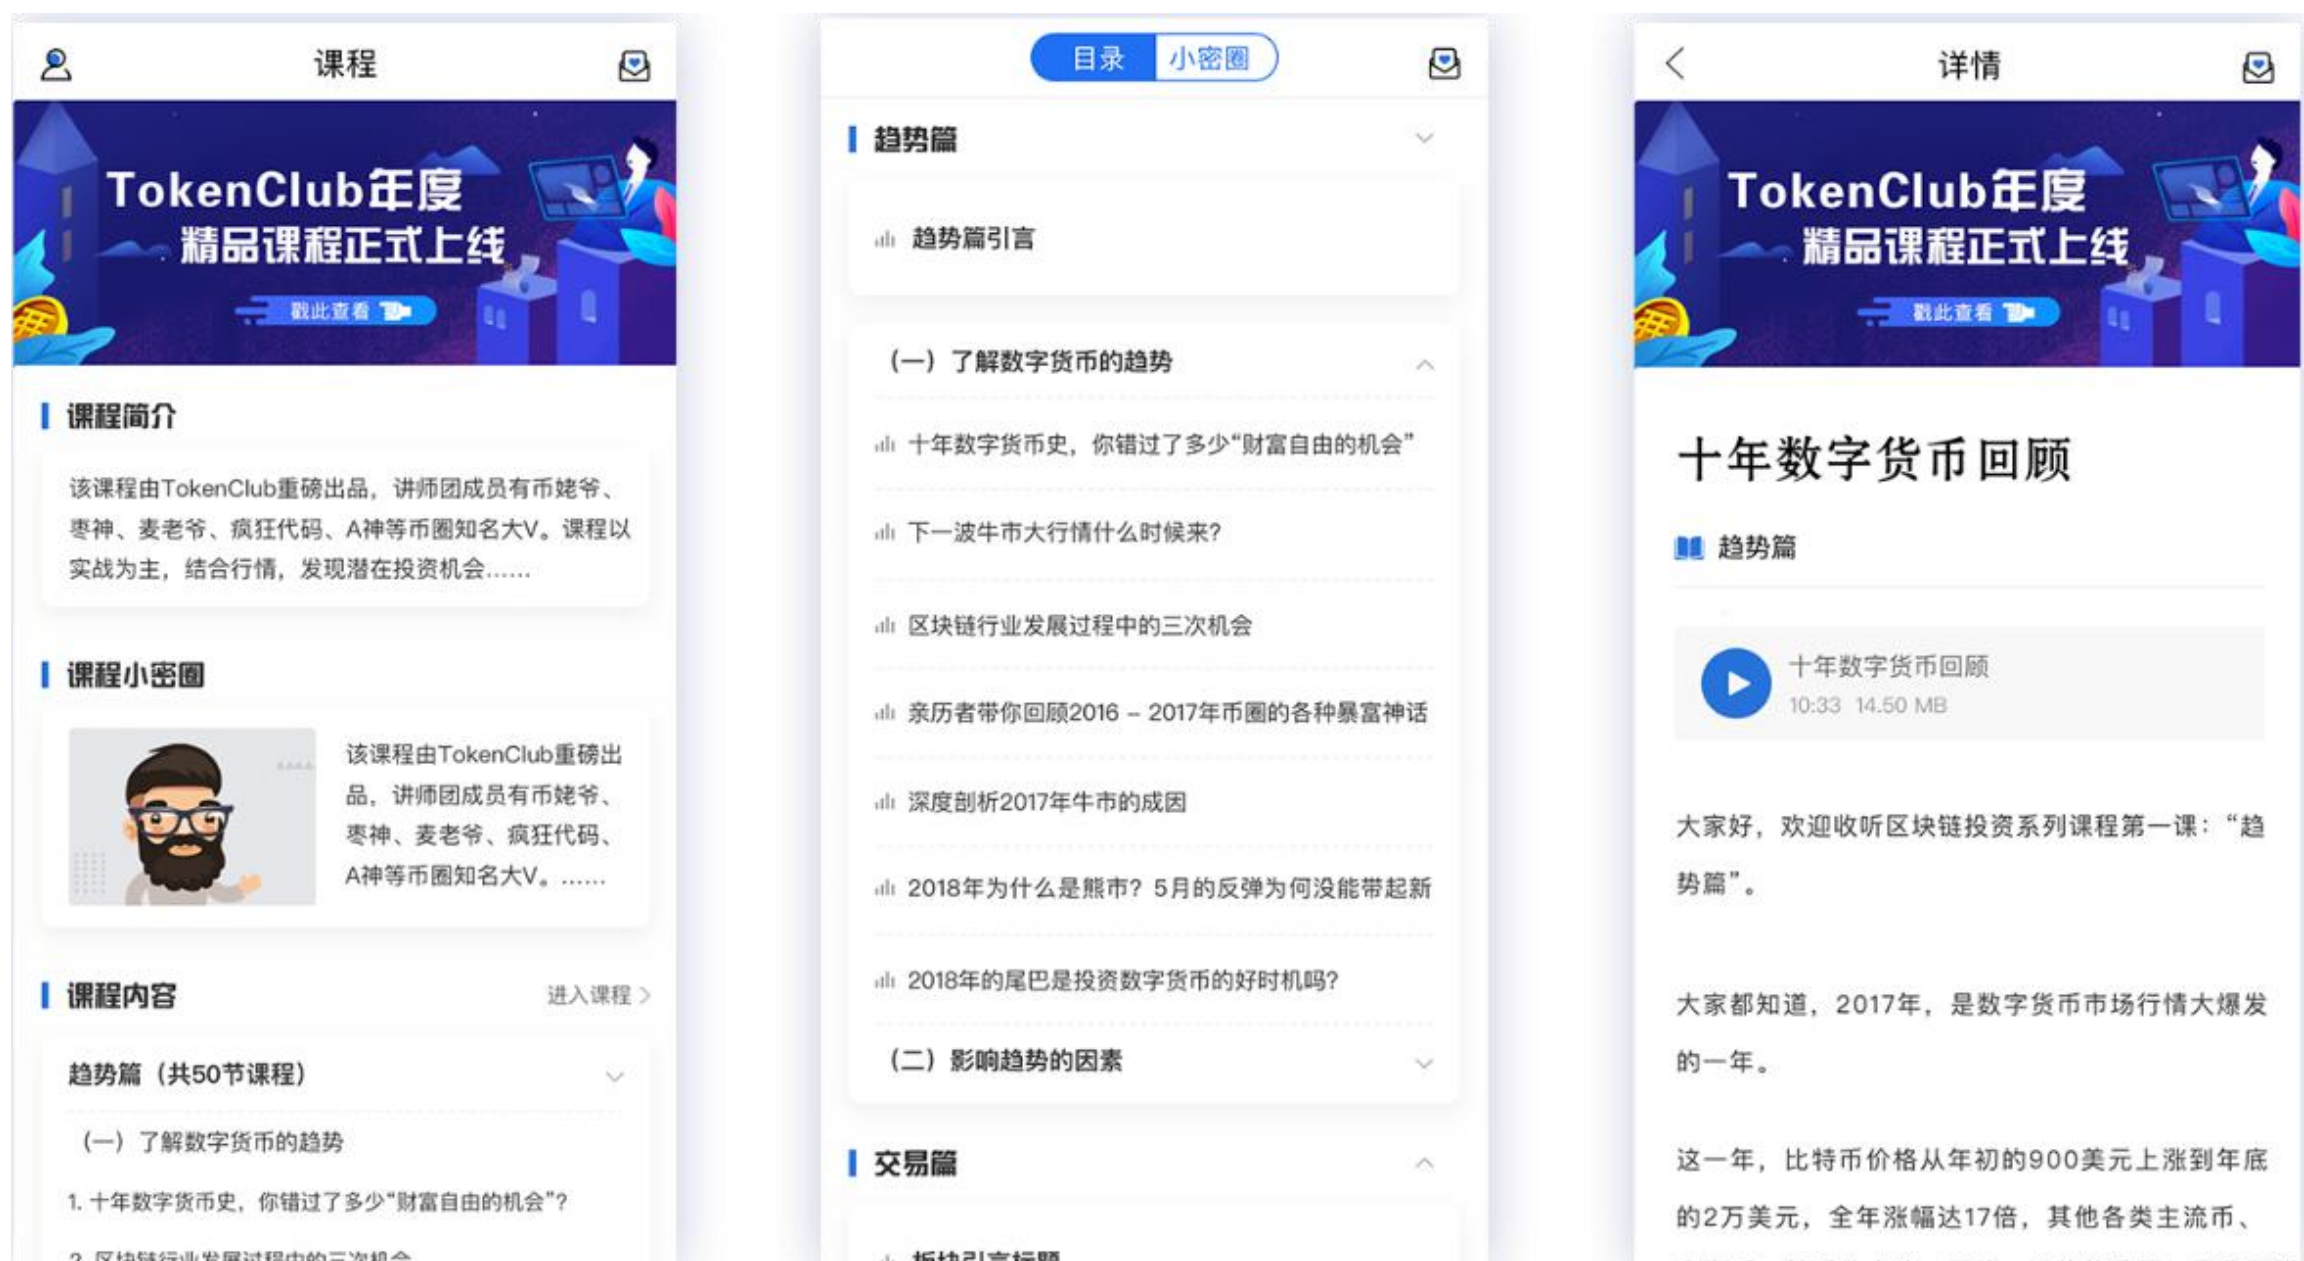 课程
TokenClub年度
精品课程正式上线
戳此查看
课程简介
该课程由TokenClub重磅出品，讲师团成员有币姥爷、
枣神、麦老爷、疯狂代码、A神等币圈知名大V。课程以
实战为主，结合行情，发现潜在投资机会......
课程小密圈
该课程由TokenClub重磅出
品，讲师团成员有币姥爷、
枣神、麦老爷、疯狂代码、
A神等币圈知名大V。......
课程内容
进入课程
趋势篇（共50节课程）
（一）了解数字货币的趋势
1. 十年数字货币史，你错过了多少“财富自由的机会”？
2. 区块链行业发展过程中的三次机会
目录
小密圈
趋势篇
趋势篇引言
（一）了解数字货币的趋势
十年数字货币史，你错过了多少“财富自由的机会”
下一波牛市大行情什么时候来？
区块链行业发展过程中的三次机会
亲历者带你回顾2016 – 2017年币圈的各种暴富神话
深度剖析2017年牛市的成因
2018年为什么是熊市？5月的反弹为何没能带起新
2018年的尾巴是投资数字货币的好时机吗？
（二）影响趋势的因素
交易篇
板块引言标题
详情
TokenClub年度
精品课程正式上线
戳此查看
十年数字货币回顾
趋势篇
十年数字货币回顾
10:33 14.50 MB
大家好，欢迎收听区块链投资系列课程第一课：“趋
势篇”。
大家都知道，2017年，是数字货币市场行情大爆发
的一年。
这一年，比特币价格从年初的900美元上涨到年底
的2万美元，全年涨幅达17倍，其他各类主流币、